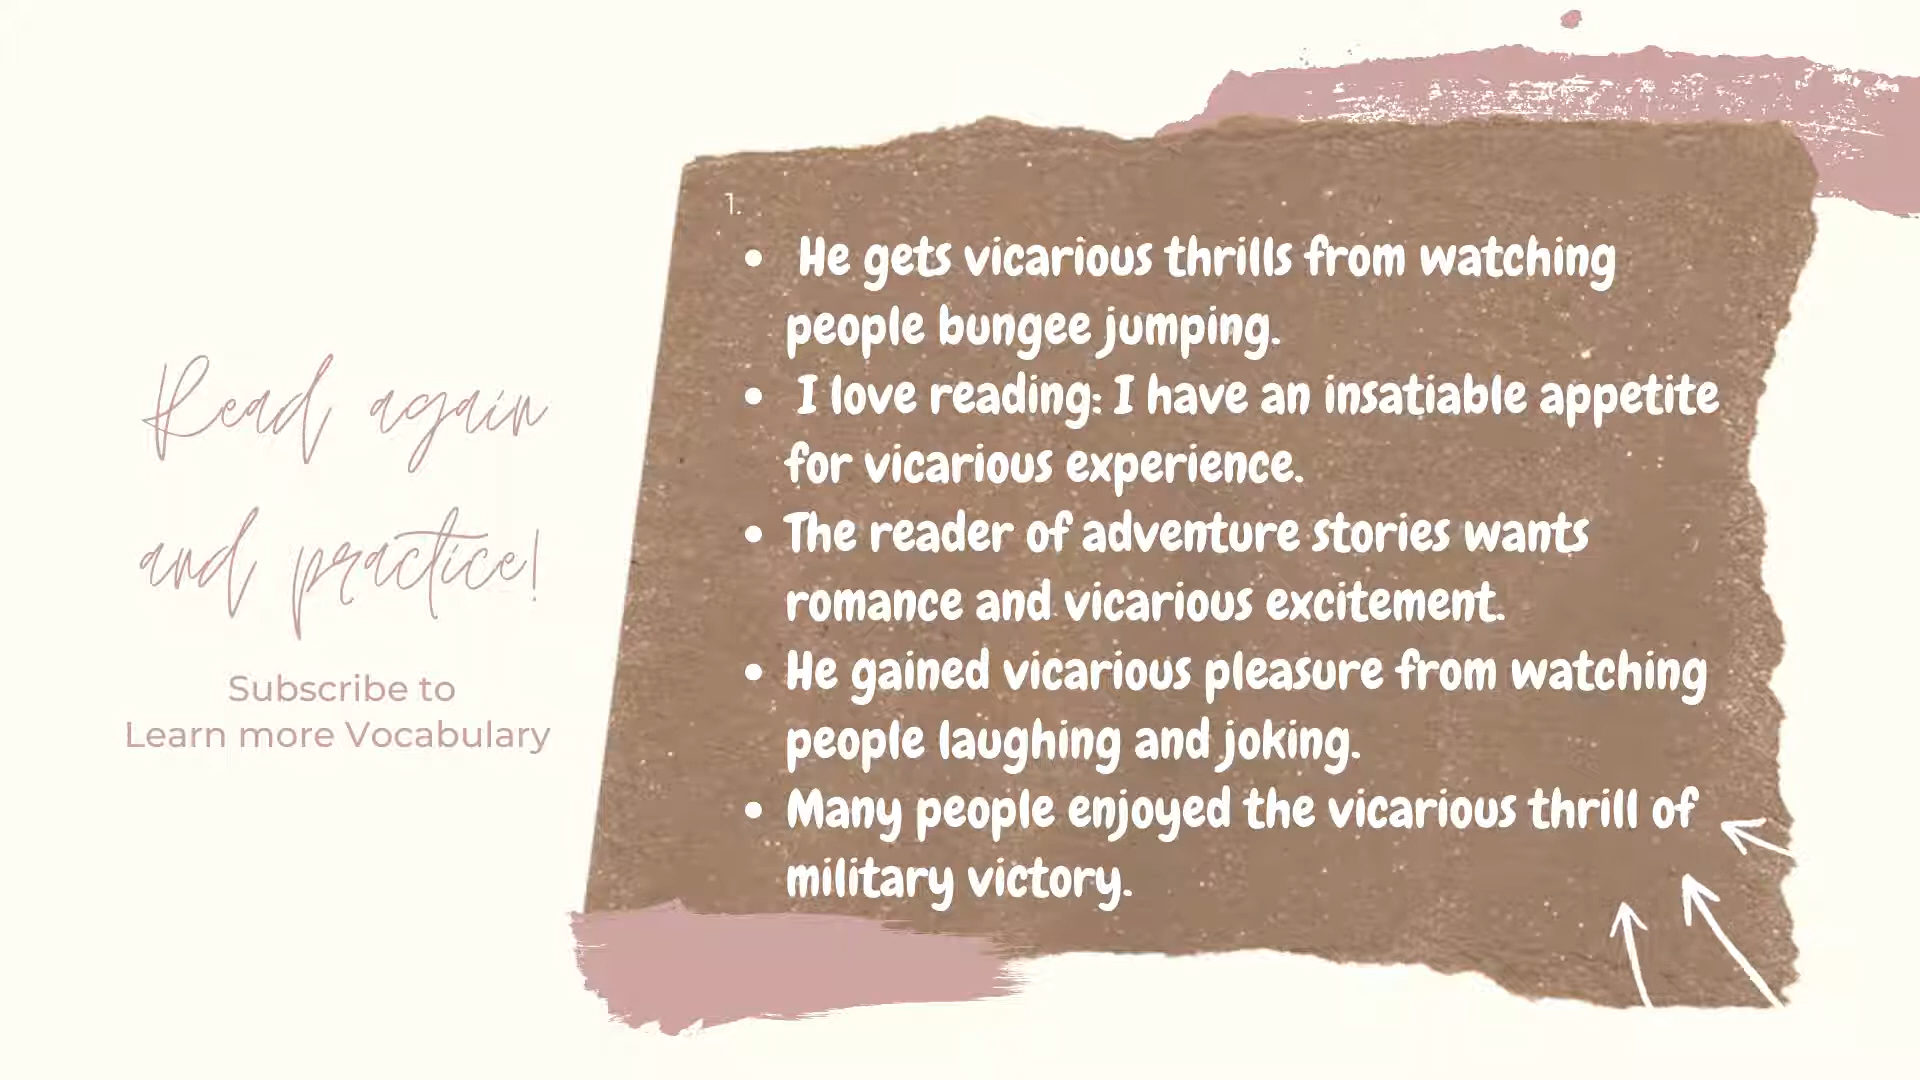 Read again
and practice!
Subscribe to
Learn more Vocabulary
1.
• He gets vicarious thrills from watching
people bungee jumping.
• I love reading: I have an insatiable appetite
for vicarious experience.
• The reader of adventure stories wants
romance and vicarious excitement.
• He gained vicarious pleasure from watching
people laughing and joking.
• Many people enjoyed the vicarious thrill of
military victory.